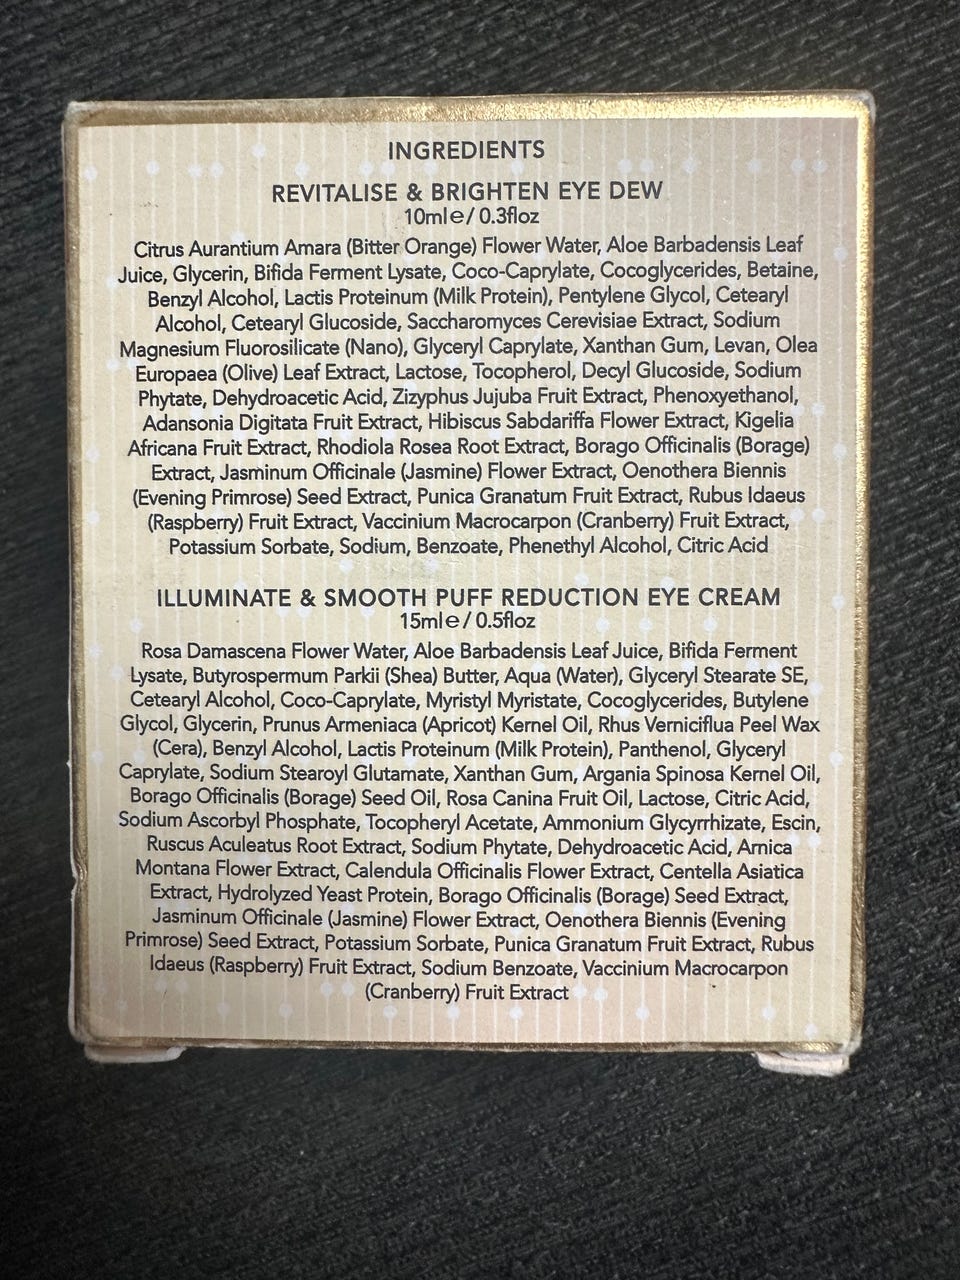 INGREDIENTS
REVITALISE & BRIGHTEN EYE DEW
10ml℮/ 0.3floz
Citrus Aurantium Amara (Bitter Orange) Flower Water, Aloe Barbadensis Leaf
Juice, Glycerin, Bifida Ferment Lysate, Coco-Caprylate, Cocoglycerides, Betaine,
Benzyl Alcohol, Lactis Proteinum (Milk Protein), Pentylene Glycol, Cetearyl
Alcohol, Cetearyl Glucoside, Saccharomyces Cerevisiae Extract, Sodium
Magnesium Fluorosilicate (Nano), Glyceryl Caprylate, Xanthan Gum, Levan, Olea
Europaea (Olive) Leaf Extract, Lactose, Tocopherol, Decyl Glucoside, Sodium
Phytate, Dehydroacetic Acid, Zizyphus Jujuba Fruit Extract, Phenoxyethanol,
Adansonia Digitata Fruit Extract, Hibiscus Sabdariffa Flower Extract, Kigelia
Africana Fruit Extract, Rhodiola Rosea Root Extract, Borago Officinalis (Borage)
Extract, Jasminum Officinale (Jasmine) Flower Extract, Oenothera Biennis
(Evening Primrose) Seed Extract, Punica Granatum Fruit Extract, Rubus Idaeus
(Raspberry) Fruit Extract, Vaccinium Macrocarpon (Cranberry) Fruit Extract,
Potassium Sorbate, Sodium, Benzoate, Phenethyl Alcohol, Citric Acid
ILLUMINATE & SMOOTH PUFF REDUCTION EYE CREAM
15ml℮/ 0.5floz
Rosa Damascena Flower Water, Aloe Barbadensis Leaf Juice, Bifida Ferment
Lysate, Butyrospermum Parkii (Shea) Butter, Aqua (Water), Glyceryl Stearate SE,
Cetearyl Alcohol, Coco-Caprylate, Myristyl Myristate, Cocoglycerides, Butylene
Glycol, Glycerin, Prunus Armeniaca (Apricot) Kernel Oil, Rhus Verniciflua Peel Wax
(Cera), Benzyl Alcohol, Lactis Proteinum (Milk Protein), Panthenol, Glyceryl
Caprylate, Sodium Stearoyl Glutamate, Xanthan Gum, Argania Spinosa Kernel Oil,
Borago Officinalis (Borage) Seed Oil, Rosa Canina Fruit Oil, Lactose, Citric Acid,
Sodium Ascorbyl Phosphate, Tocopheryl Acetate, Ammonium Glycyrrhizate, Escin,
Ruscus Aculeatus Root Extract, Sodium Phytate, Dehydroacetic Acid, Arnica
Montana Flower Extract, Calendula Officinalis Flower Extract, Centella Asiatica
Extract, Hydrolyzed Yeast Protein, Borago Officinalis (Borage) Seed Extract,
Jasminum Officinale (Jasmine) Flower Extract, Oenothera Biennis (Evening
Primrose) Seed Extract, Potassium Sorbate, Punica Granatum Fruit Extract, Rubus
Idaeus (Raspberry) Fruit Extract, Sodium Benzoate, Vaccinium Macrocarpon
(Cranberry) Fruit Extract